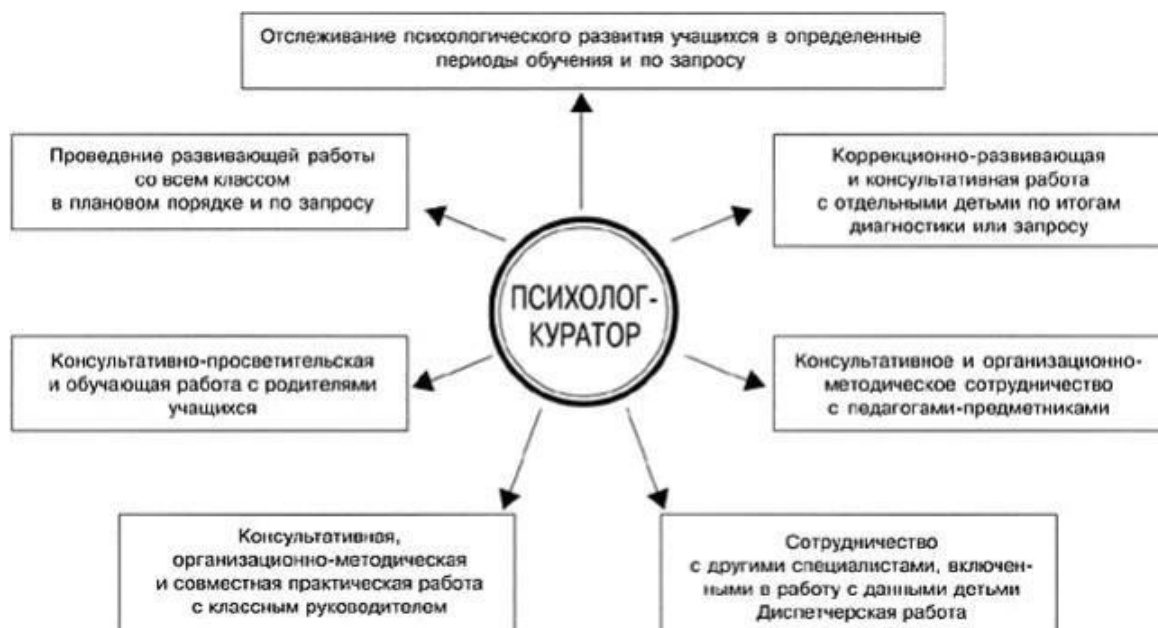 Отслеживание психологического развития учащихся в определенные
периоды обучения и по запросу
Проведение развивающей работы
со всем классом
в плановом порядке и по запросу
Коррекционно-развивающая
и консультативная работа
с отдельными детьми по итогам
диагностики или запросу
ПСИХОЛОГ-
КУРАТОР
Консультативно-просветительская
и обучающая работа с родителями
учащихся
Консультативное и организационно-
методическое сотрудничество
с педагогами-предметниками
Консультативная,
организационно-методическая
и совместная практическая работа
с классным руководителем
Сотрудничество
с другими специалистами, включен-
ными в работу с данными детьми
Диспетчерская работа